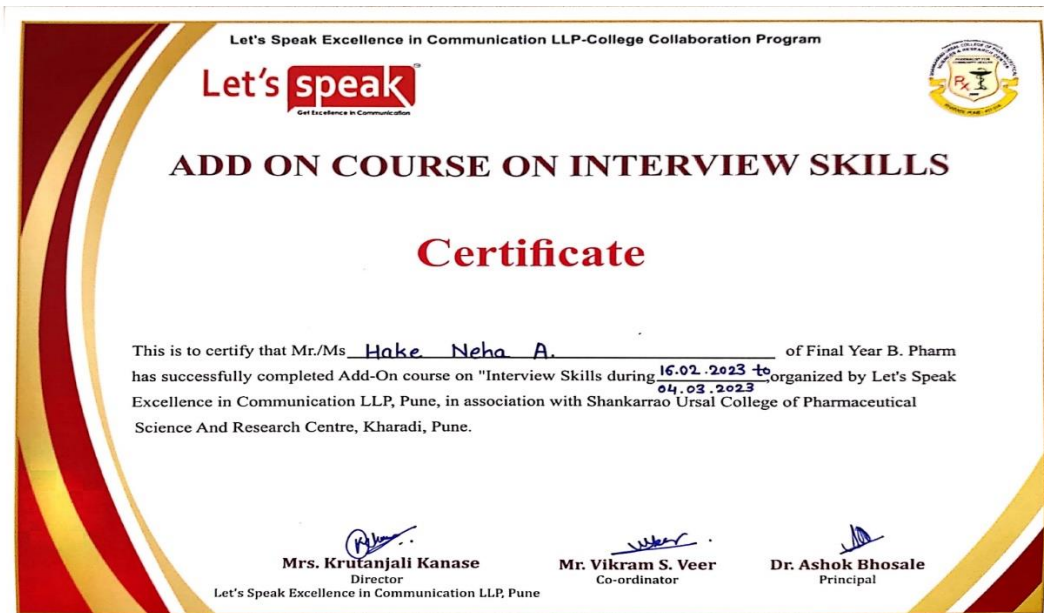 Let's Speak Excellence in Communication LLP-College Collaboration Program
Let's speak
Get Excellence in Communication
ADD ON COURSE ON INTERVIEW SKILLS
Certificate
This is to certify that Mr./Ms Hake Neha A. of Final Year B. Pharm
has successfully completed Add-On course on "Interview Skills during 16.02.2023 to
04.03.2023 ,organized by Let's Speak
Excellence in Communication LLP, Pune, in association with Shankarrao Ursal College of Pharmaceutical
Science And Research Centre, Kharadi, Pune.
Mrs. Krutanjali Kanase
Director
Let's Speak Excellence in Communication LLP, Pune
Mr. Vikram S. Veer
Co-ordinator
Dr. Ashok Bhosale
Principal